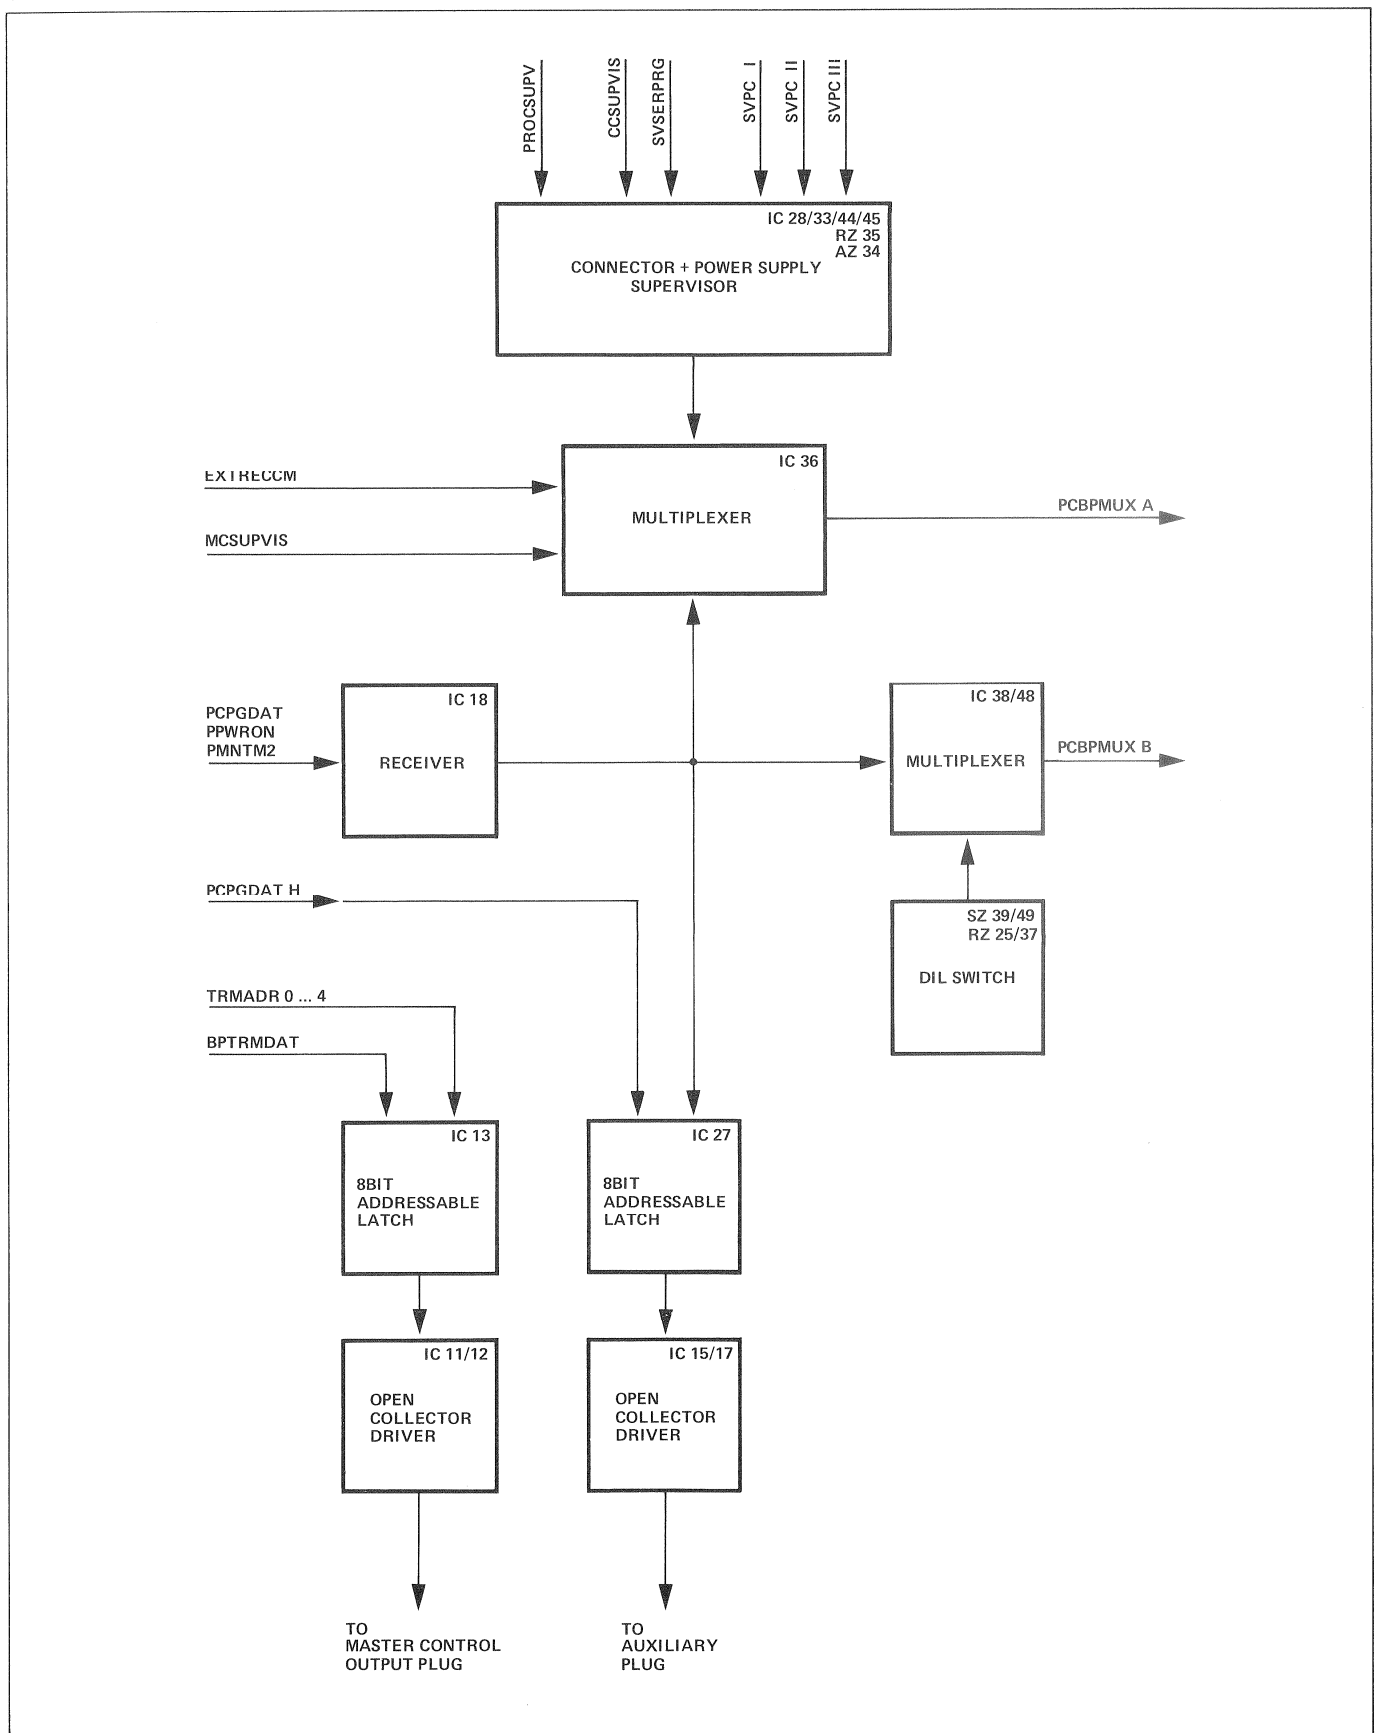 PROCSUPV
CCSUPVIS
SVSERPRG
SVPC I
SVPC II
SVPC III
IC 28/33/44/45
RZ 35
AZ 34
CONNECTOR + POWER SUPPLY
SUPERVISOR
IC 36
MULTIPLEXER
EXTRECCM
MCSUPVIS
PCBPMUX A
PCPGDAT
PPWRON
PMNTM2
IC 18
RECEIVER
IC 38/48
MULTIPLEXER
PCBPMUX B
PCPGDAT H
SZ 39/49
RZ 25/37
DIL SWITCH
TRMADR 0 ... 4
BPTRMDAT
IC 13
8BIT
ADDRESSABLE
LATCH
IC 27
8BIT
ADDRESSABLE
LATCH
IC 11/12
OPEN
COLLECTOR
DRIVER
IC 15/17
OPEN
COLLECTOR
DRIVER
TO
MASTER CONTROL
OUTPUT PLUG
TO
AUXILIARY
PLUG